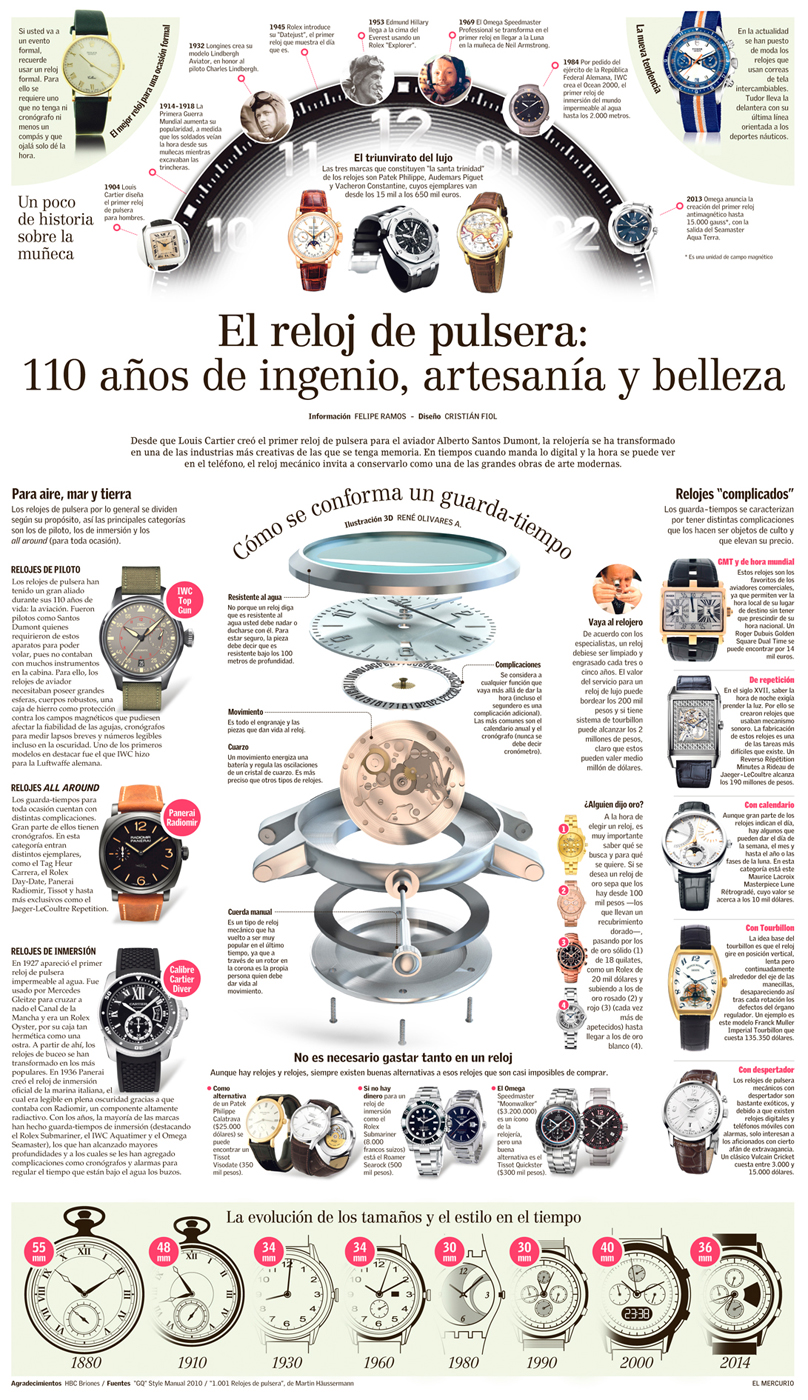 Si usted va a
un evento
formal,
recuerde
usar un reloj
formal. Para
ello se
requiere uno
que no tenga ni
cronógrafo ni
menos un
compás y que
ojalá solo dé la
hora.
El mejor reloj para una ocasión formal
1904 Louis
Cartier diseña
el primer reloj
de pulsera
para hombres.
1914-1918 La
Primera Guerra
Mundial aumenta su
popularidad, a medida
que los soldados veían
la hora desde sus
muñecas mientras
excavaban las
trincheras.
1932 Longines crea su
modelo Lindbergh
Aviator, en honor al
piloto Charles Lindbergh.
1945 Rolex introduce
su "Datejust", el primer
reloj que muestra el día
que es.
1953 Edmund Hillary
llega a la cima del
Everest usando un
Rolex "Explorer".
1969 El Omega Speedmaster
Professional se transforma en el
primer reloj en llegar a la Luna
en la muñeca de Neil Armstrong.
1984 Por pedido del
ejército de la República
Federal Alemana, IWC
crea el Ocean 2000, el
primer reloj de
inmersión del mundo
impermeable al agua
hasta los 2.000 metros.
2013 Omega anuncia la
creación del primer reloj
antimagnético hasta
15.000 gauss*, con la
salida del Seamaster
Aqua Terra.
* Es una unidad de campo magnético
La nueva tendencia
En la actualidad
se han puesto
de moda los
relojes que
usan correas
de tela
intercambiables.
Tudor lleva la
delantera con su
última línea
orientada a los
deportes náuticos.
10
11
12
1
02
El triunvirato del lujo
Las tres marcas que constituyen "la santa trinidad"
de los relojes son Patek Philippe, Audemars Piguet
y Vacheron Constantine, cuyos ejemplares van
desde los 15 mil a los 650 mil euros.
Un poco
de historia
sobre la
muñeca
El reloj de pulsera:
110 años de ingenio, artesanía y belleza
Información FELIPE RAMOS - Diseño CRISTIÁN FIOL
Desde que Louis Cartier creó el primer reloj de pulsera para el aviador Alberto Santos Dumont, la relojería se ha transformado
en una de las industrias más creativas de las que se tenga memoria. En tiempos cuando manda lo digital y la hora se puede ver
en el teléfono, el reloj mecánico invita a conservarlo como una de las grandes obras de arte modernas.
Para aire, mar y tierra
Los relojes de pulsera por lo general se dividen
según su propósito, así las principales categorías
son los de piloto, los de inmersión y los
all around (para toda ocasión).
RELOJES DE PILOTO
Los relojes de pulsera han
tenido un gran aliado
durante sus 110 años de
vida: la aviación. Fueron
pilotos como Santos
Dumont quienes
requirieron de estos
aparatos para poder
volar, pues no contaban
con muchos instrumentos
en la cabina. Para ello, los
relojes de aviador
necesitaban poseer grandes
esferas, cuerpos robustos, una
caja de hierro como protección
contra los campos magnéticos que pudiesen
afectar la fiabilidad de las agujas, cronógrafos
para medir lapsos breves y números legibles
incluso en la oscuridad. Uno de los primeros
modelos en destacar fue el que IWC hizo
para la Luftwaffe alemana.
IWC
Top
Gun
RELOJES ALL AROUND
Los guarda-tiempos para
toda ocasión cuentan con
distintas complicaciones.
Gran parte de ellos tienen
cronógrafos. En esta
categoría entran
distintos ejemplares,
como el Tag Heur
Carrera, el Rolex
Day-Date, Panerai
Radiomir, Tissot y hasta
más exclusivos como el
Jaeger-LeCoultre Repetition.
Panerai
Radiomir
RELOJES DE INMERSIÓN
En 1927 apareció el primer
reloj de pulsera
impermeable al agua. Fue
usado por Mercedes
Gleitze para cruzar a
nado el Canal de la
Mancha y era un Rolex
Oyster, por su caja tan
hermética como una
ostra. A partir de ahí, los
relojes de buceo se han
transformado en los más
populares. En 1936 Panerai
creó el reloj de inmersión
oficial de la marina italiana, el
cual era legible en plena oscuridad gracias a que
contaba con Radiomir, un componente altamente
radiactivo. Con los años, la mayoría de las marcas
han hecho guarda-tiempos de inmersión (destacando
el Rolex Submariner, el IWC Aquatimer y el Omega
Seamaster), los que han alcanzado mayores
profundidades y a los cuales se les han agregado
complicaciones como cronógrafos y alarmas para
regular el tiempo que están bajo el agua los buzos.
Calibre
Cartier
Diver
Cómo se conforma un guarda-tiempo
Ilustración 3D RENÉ OLIVARES A.
Resistente al agua
No porque un reloj diga
que es resistente al
agua usted debe nadar o
ducharse con él. Para
estar seguro, la pieza
debe decir que es
resistente bajo los 100
metros de profundidad.
Complicaciones
Se considera a
cualquier función que
vaya más allá de dar la
hora (incluso el
segundero es una
complicación adicional).
Las más comunes son el
calendario anual y el
cronógrafo (nunca se
debe decir
cronómetro).
Movimiento
Es todo el engranaje y las
piezas que dan vida al reloj.
Cuarzo
Un movimiento energiza una
batería y regula las oscilaciones
de un cristal de cuarzo. Es más
preciso que otros tipos de relojes.
Cuerda manual
Es un tipo de reloj
mecánico que ha
vuelto a ser muy
popular en el último
tiempo, ya que a
través de un rotor en
la corona es la propia
persona quien debe
dar vida al
movimiento.
Vaya al relojero
De acuerdo con los
especialistas, un reloj
debiese ser limpiado y
engrasado cada tres o
cinco años. El valor
del servicio para un
reloj de lujo puede
bordear los 200 mil
pesos y si tiene
sistema de tourbillon
puede alcanzar los 2
millones de pesos,
claro que estos
pueden valer medio
millón de dólares.
¿Alguien dijo oro?
A la hora de
elegir un reloj, es
muy importante
saber qué se
busca y para qué
se quiere. Si se
desea un reloj de
oro sepa que los
hay desde 100
mil pesos —los
que llevan un
recubrimiento
dorado—,
pasando por los
de oro sólido (1)
de 18 quilates,
como un Rolex de
20 mil dólares y
subiendo a los de
oro rosado (2) y
rojo (3) (cada vez
más de
apetecidos) hasta
llegar a los de oro
blanco (4).
1
2
3
4
Relojes "complicados"
Los guarda-tiempos se caracterizan
por tener distintas complicaciones
que los hacen ser objetos de culto y
que elevan su precio.
GMT y de hora mundial
Estos relojes son los
favoritos de los
aviadores comerciales,
ya que permiten ver la
hora local de su lugar
de destino sin tener
que prescindir de su
hora nacional. Un
Roger Dubuis Golden
Square Dual Time se
puede encontrar por 14
mil euros.
De repetición
En el siglo XVII, saber la
hora de noche exigía
prender la luz. Por ello se
crearon relojes que
usaban mecanismo
sonoro. La fabricación
de estos relojes es una
de las tareas más
difíciles que existe. Un
Reverso Répétition
Minutes a Rideau de
Jaeger-LeCoultre alcanza
los 190 millones de pesos.
Con calendario
Aunque gran parte de los
relojes indican el día,
hay algunos que
pueden dar el día de
la semana, el mes y
hasta el año o las
fases de la luna. En
esta categoría está este
Maurice Lacroix
Masterpiece Lune
Rétrogradé, cuyo valor se
acerca a los 10 mil dólares.
Con Tourbillon
La idea base del
tourbillon es que el reloj
gire en posición vertical,
lenta pero
continuadamente
alrededor del eje de las
manecillas,
desapareciendo así
tras cada rotación los
defectos del órgano
regulador. Un ejemplo es
este modelo Franck Muller
Imperial Tourbillon que
cuesta 135.350 dólares.
Con despertador
Los relojes de pulsera
mecánicos con
despertador son
bastante exóticos, y
debido a que existen
relojes digitales y
teléfonos móviles con
alarmas, solo interesan a
los aficionados con cierto
afán de extravagancia.
Un clásico Vulcain Cricket
cuesta entre 3.000 y
15.000 dólares.
No es necesario gastar tanto en un reloj
Aunque hay relojes y relojes, siempre existen buenas alternativas a esos relojes que son casi imposibles de comprar.
Como
alternativa
de un Patek
Philippe
Calatrava
($25.000
dólares) se
puede
encontrar un
Tissot
Visodate (350
mil pesos).
Si no hay
dinero para un
reloj de
inmersión
como el
Rolex
Submariner
(8.000
francos suizos)
está el Roamer
Searock (500
mil pesos).
El Omega
Speedmaster
"Moonwalker"
($3.200.000)
es un ícono
de la
relojería,
pero una
buena
alternativa es el
Tissot Quickster
($300 mil pesos).
La evolución de los tamaños y el estilo en el tiempo
55
mm
48
mm
34
mm
34
mm
30
mm
30
mm
40
mm
36
mm
23:38
1880
1910
1930
1960
1980
1990
2000
2014
Agradecimientos HBC Briones / Fuentes "GQ" Style Manual 2010 / "1.001 Relojes de pulsera", de Martin Häussermann
EL MERCURIO